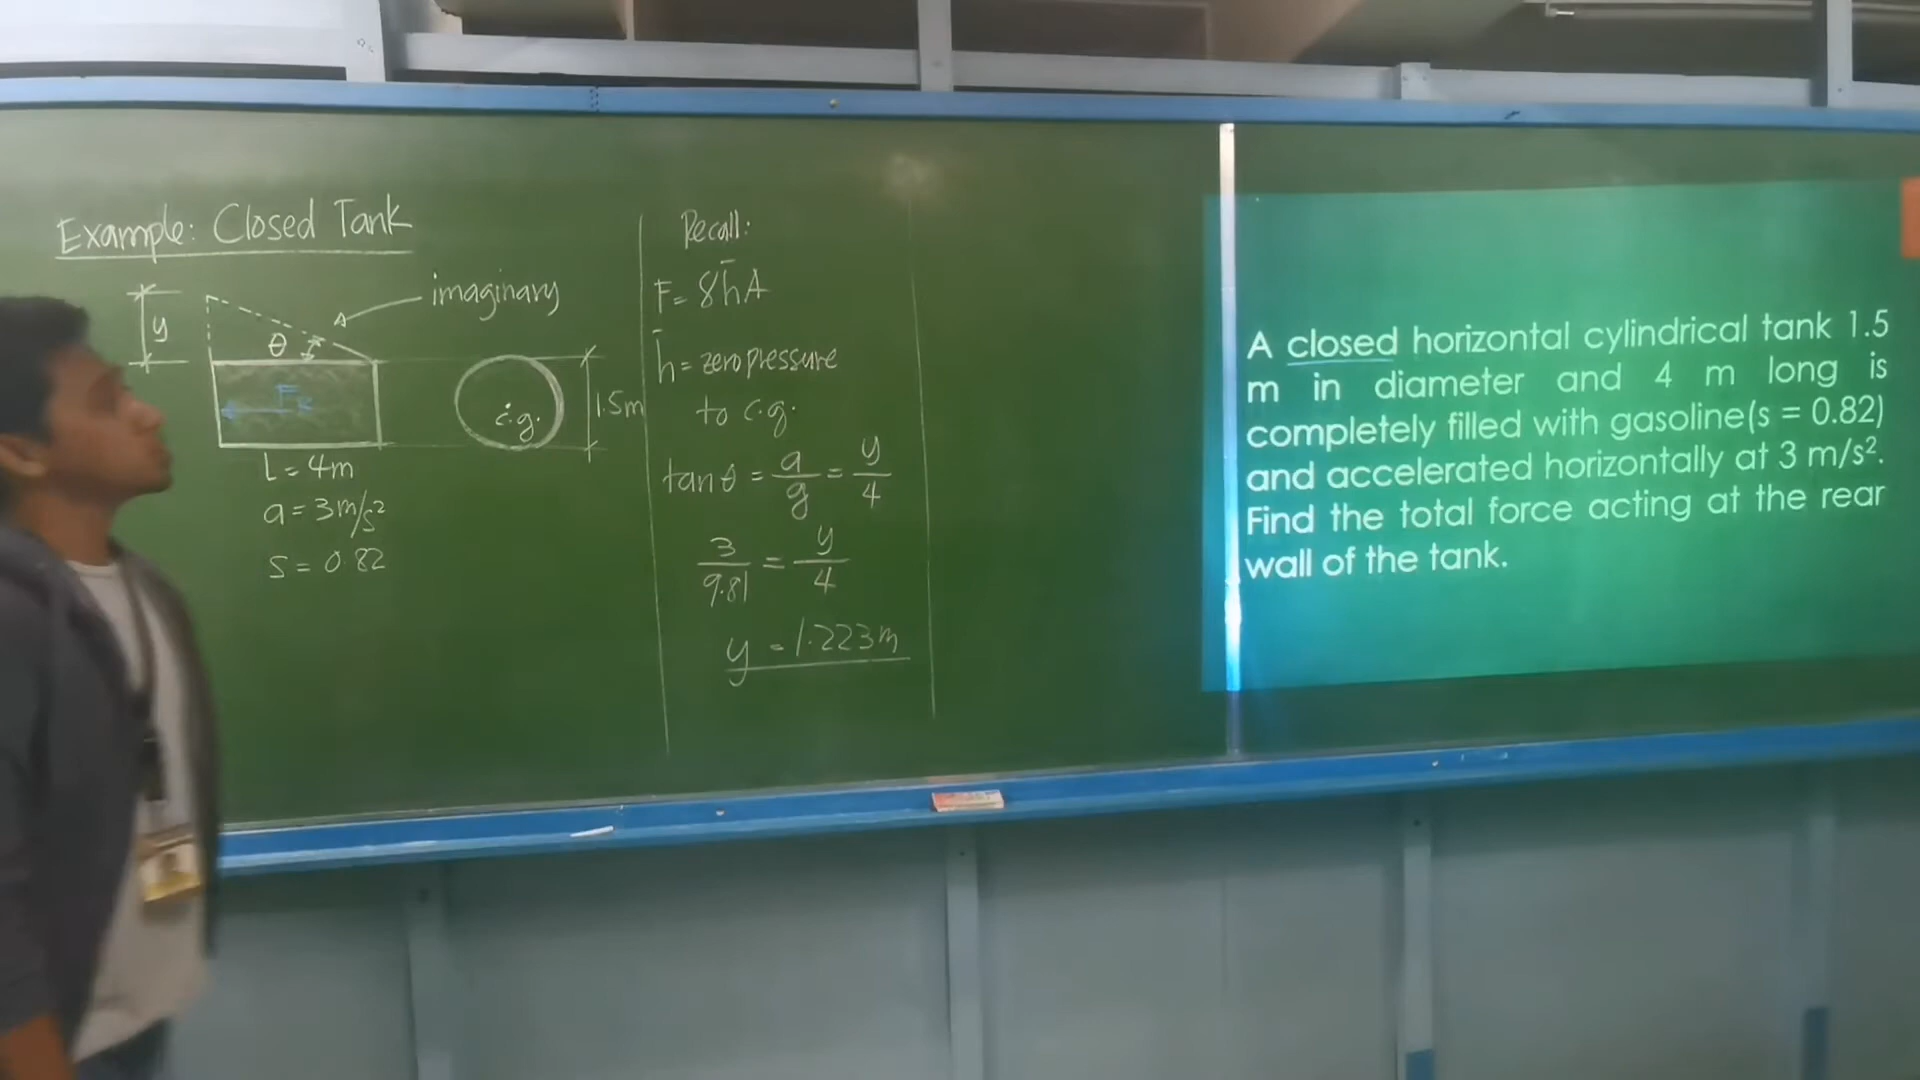 Example: Closed Tank
imaginary
y
θ
F
c.g.
1.5m
L = 4m
a = 3m/s²
s = 0.82
Recall:
F = γh̄A
h̄ = zero pressure
to c.g.
tanθ = a/g = y/4
3/9.81 = y/4
y = 1.223m
A closed horizontal cylindrical tank 1.5
m in diameter and 4 m long is
completely filled with gasoline(s = 0.82)
and accelerated horizontally at 3 m/s².
Find the total force acting at the rear
wall of the tank.